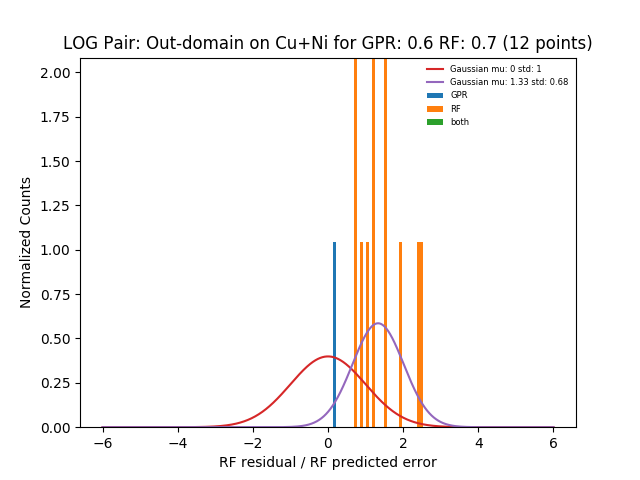 LOG Pair: Out-domain on Cu+Ni for GPR: 0.6 RF: 0.7 (12 points)
Gaussian mu: 0 std: 1
Gaussian mu: 1.33 std: 0.68
GPR
RF
both
Normalized Counts
2.00
1.75
1.50
1.25
1.00
0.75
0.50
0.25
0.00
−6 −4 −2 0 2 4 6
RF residual / RF predicted error